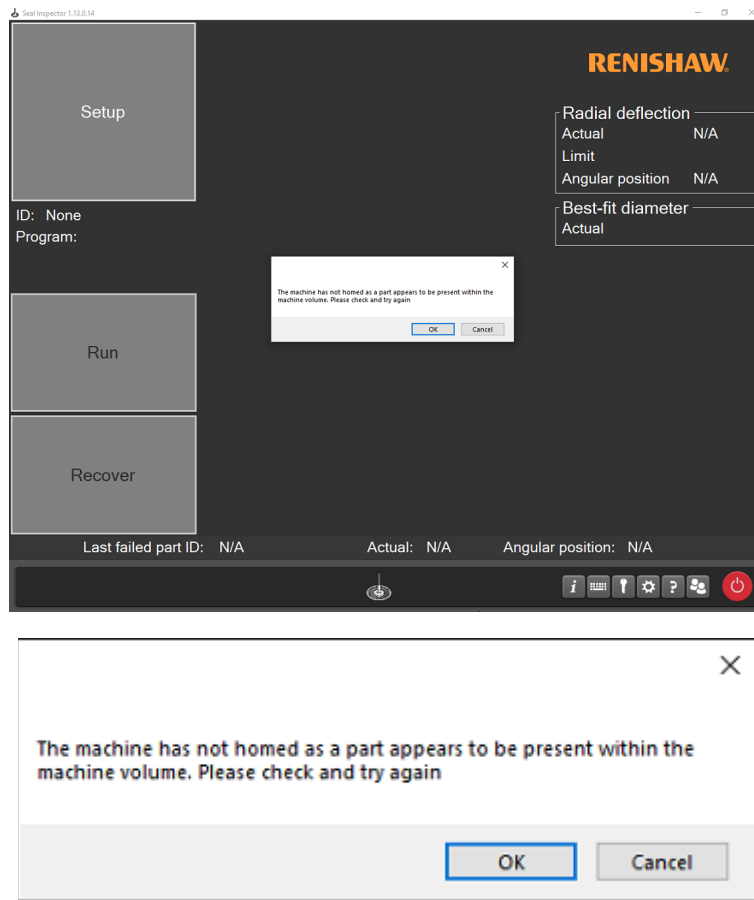 Seal Inspector 1.13.0.14
RENISHAW.
Setup
Radial deflection
Actual N/A
Limit
Angular position N/A
ID: None
Program:
Best-fit diameter
Actual
The machine has not homed as a part appears to be present within the
machine volume. Please check and try again
OK Cancel
Run
Recover
Last failed part ID: N/A Actual: N/A Angular position: N/A
i ?
The machine has not homed as a part appears to be present within the
machine volume. Please check and try again
OK Cancel